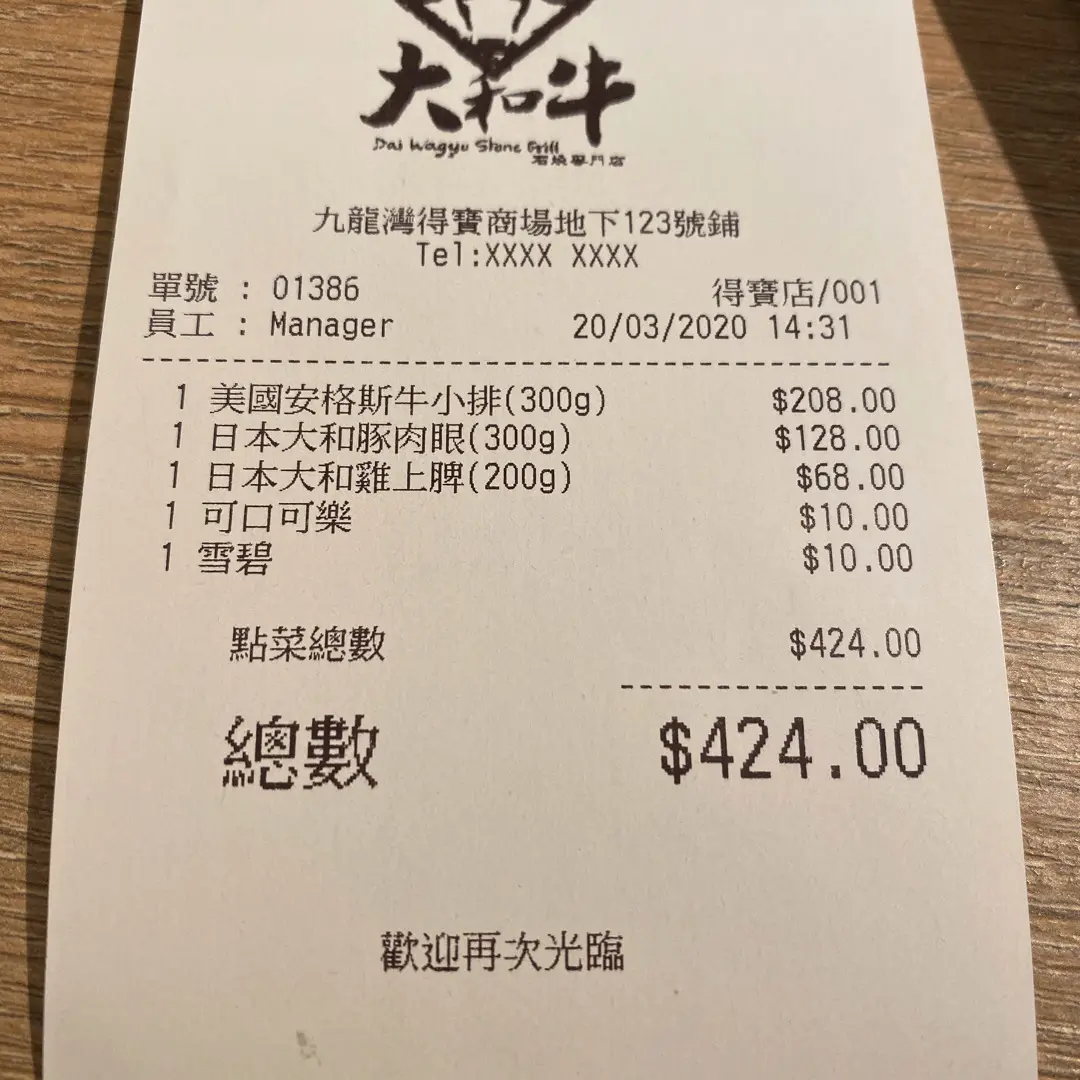 大和牛
Dai Wagyu Stone Grill
石燒專門店
九龍灣得寶商場地下123號鋪
Tel:XXXX XXXX
單號 : 01386 得寶店/001
員工 : Manager 20/03/2020 14:31
1 美國安格斯牛小排(300g) $208.00
1 日本大和豚肉眼(300g) $128.00
1 日本大和雞上脾(200g) $68.00
1 可口可樂 $10.00
1 雪碧 $10.00
點菜總數 $424.00
總數 $424.00
歡迎再次光臨